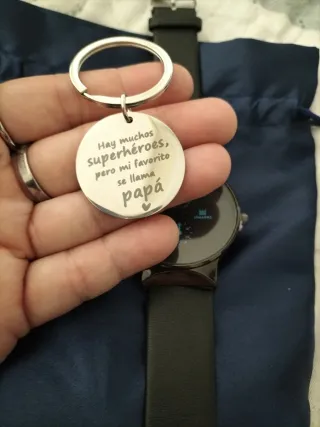 Hay muchos
superhéroes,
pero mi favorito
se llama
papá